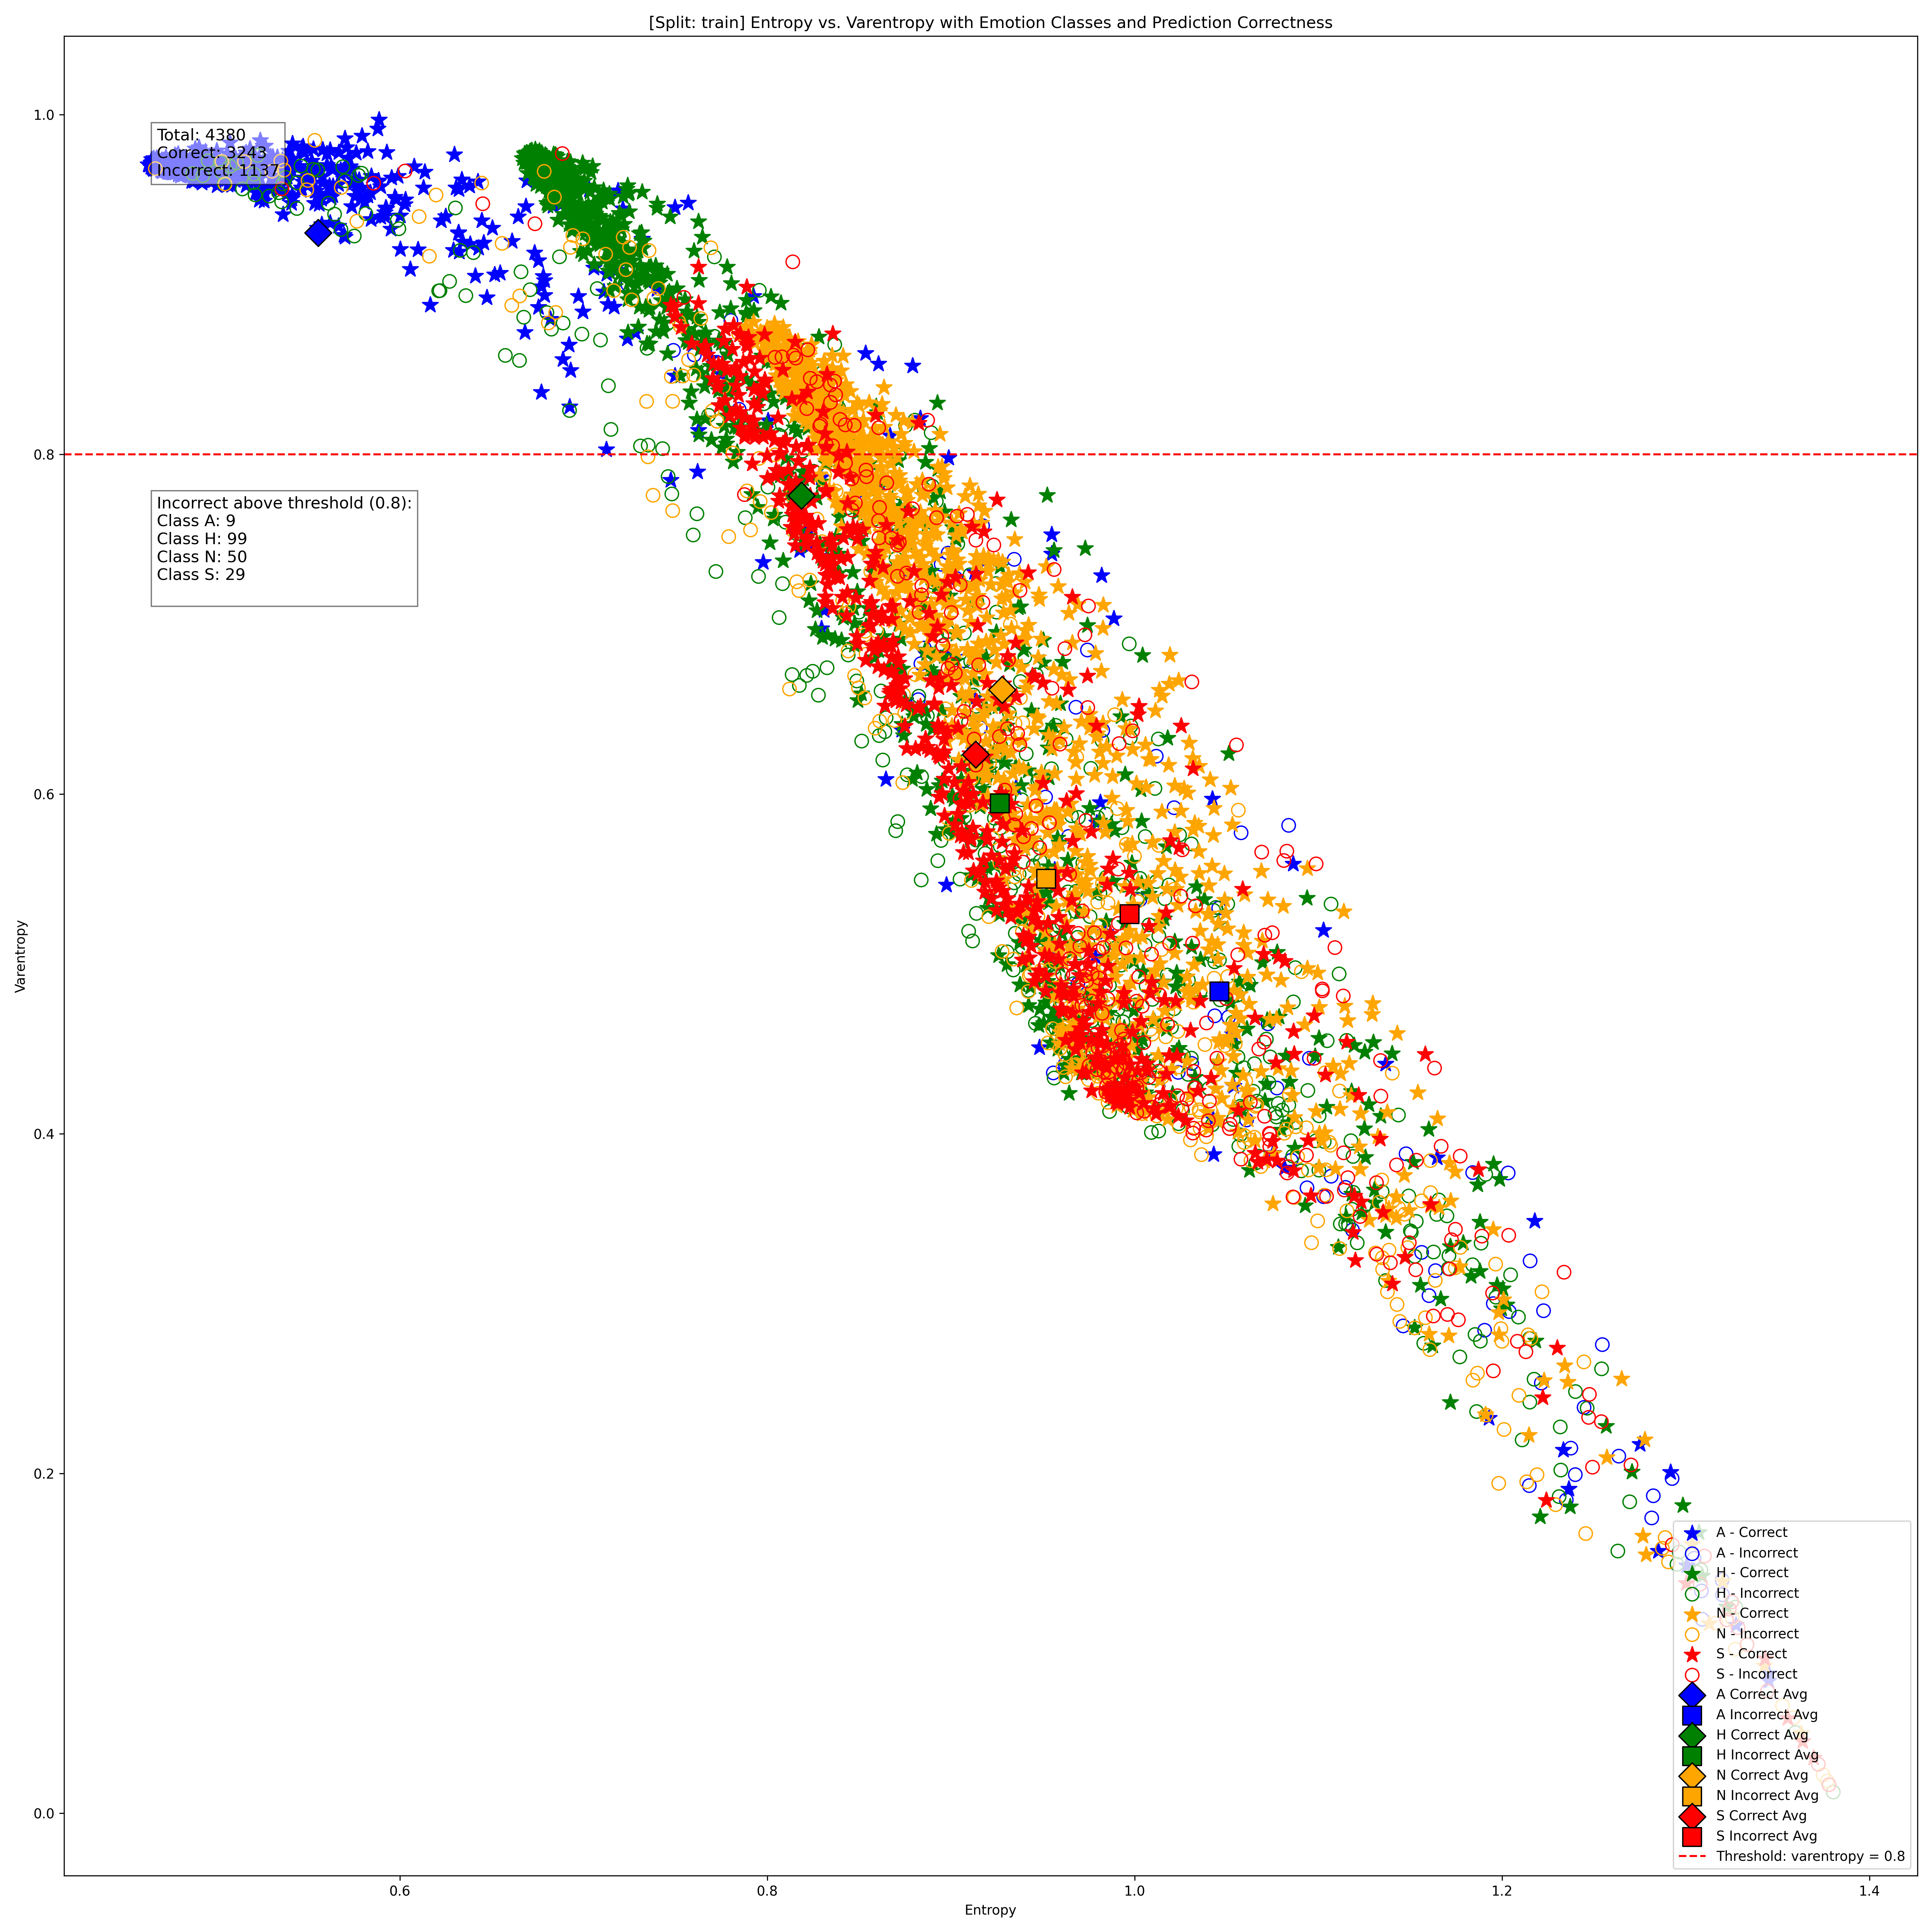 [Split: train] Entropy vs. Varentropy with Emotion Classes and Prediction Correctness
1.0
0.8
0.6
0.4
0.2
0.0
Varentropy
Total: 4380
Correct: 3243
Incorrect: 1137
Incorrect above threshold (0.8):
Class A: 9
Class H: 99
Class N: 50
Class S: 29
A - Correct
A - Incorrect
H - Correct
H - Incorrect
N - Correct
N - Incorrect
S - Correct
S - Incorrect
A Correct Avg
A Incorrect Avg
H Correct Avg
H Incorrect Avg
N Correct Avg
N Incorrect Avg
S Correct Avg
S Incorrect Avg
Threshold: varentropy = 0.8
0.6
0.8
1.0
1.2
1.4
Entropy